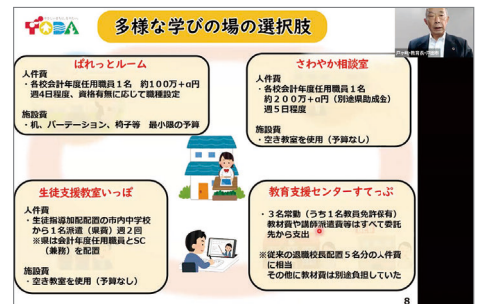 TODA
多様な学びの場の選択肢
ぱれっとルーム
人件費
・各校会計年度任用職員1名 約100万+α円
週4日程度、資格有無に応じて職種設定
施設費
・机、パーテーション、椅子等 最小限の予算
さわやか相談室
人件費
・各校会計年度任用職員1名
約200万+α円(別途県助成金)
週5日程度
施設費
・空き教室を使用(予算なし)
生徒支援教室いっぽ
人件費
・生徒指導加配配置の市内中学校
から1名派遣(県費)週2回
※県は会計年度任用職員とSC
(兼務)を配置
施設費
・空き教室を使用(予算なし)
教育支援センターすてっぷ
・3名常勤(うち1名教員免許保有)
教材費や講師派遣費等はすべて委託
先から支出
※従来の退職校長配置5名分の人件費
に相当
その他に教材費は別途負担していた
8